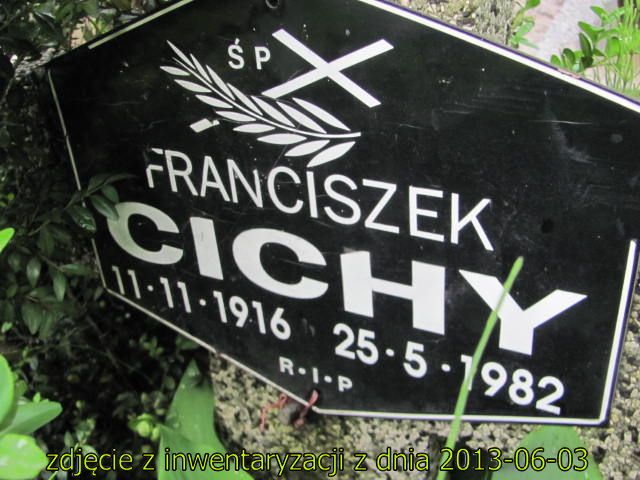 ŚP
FRANCISZEK
CICHY
11·11·1916 25·5·1982
R·I·P
zdjęcie z inwentaryzacji z dnia 2013-06-03